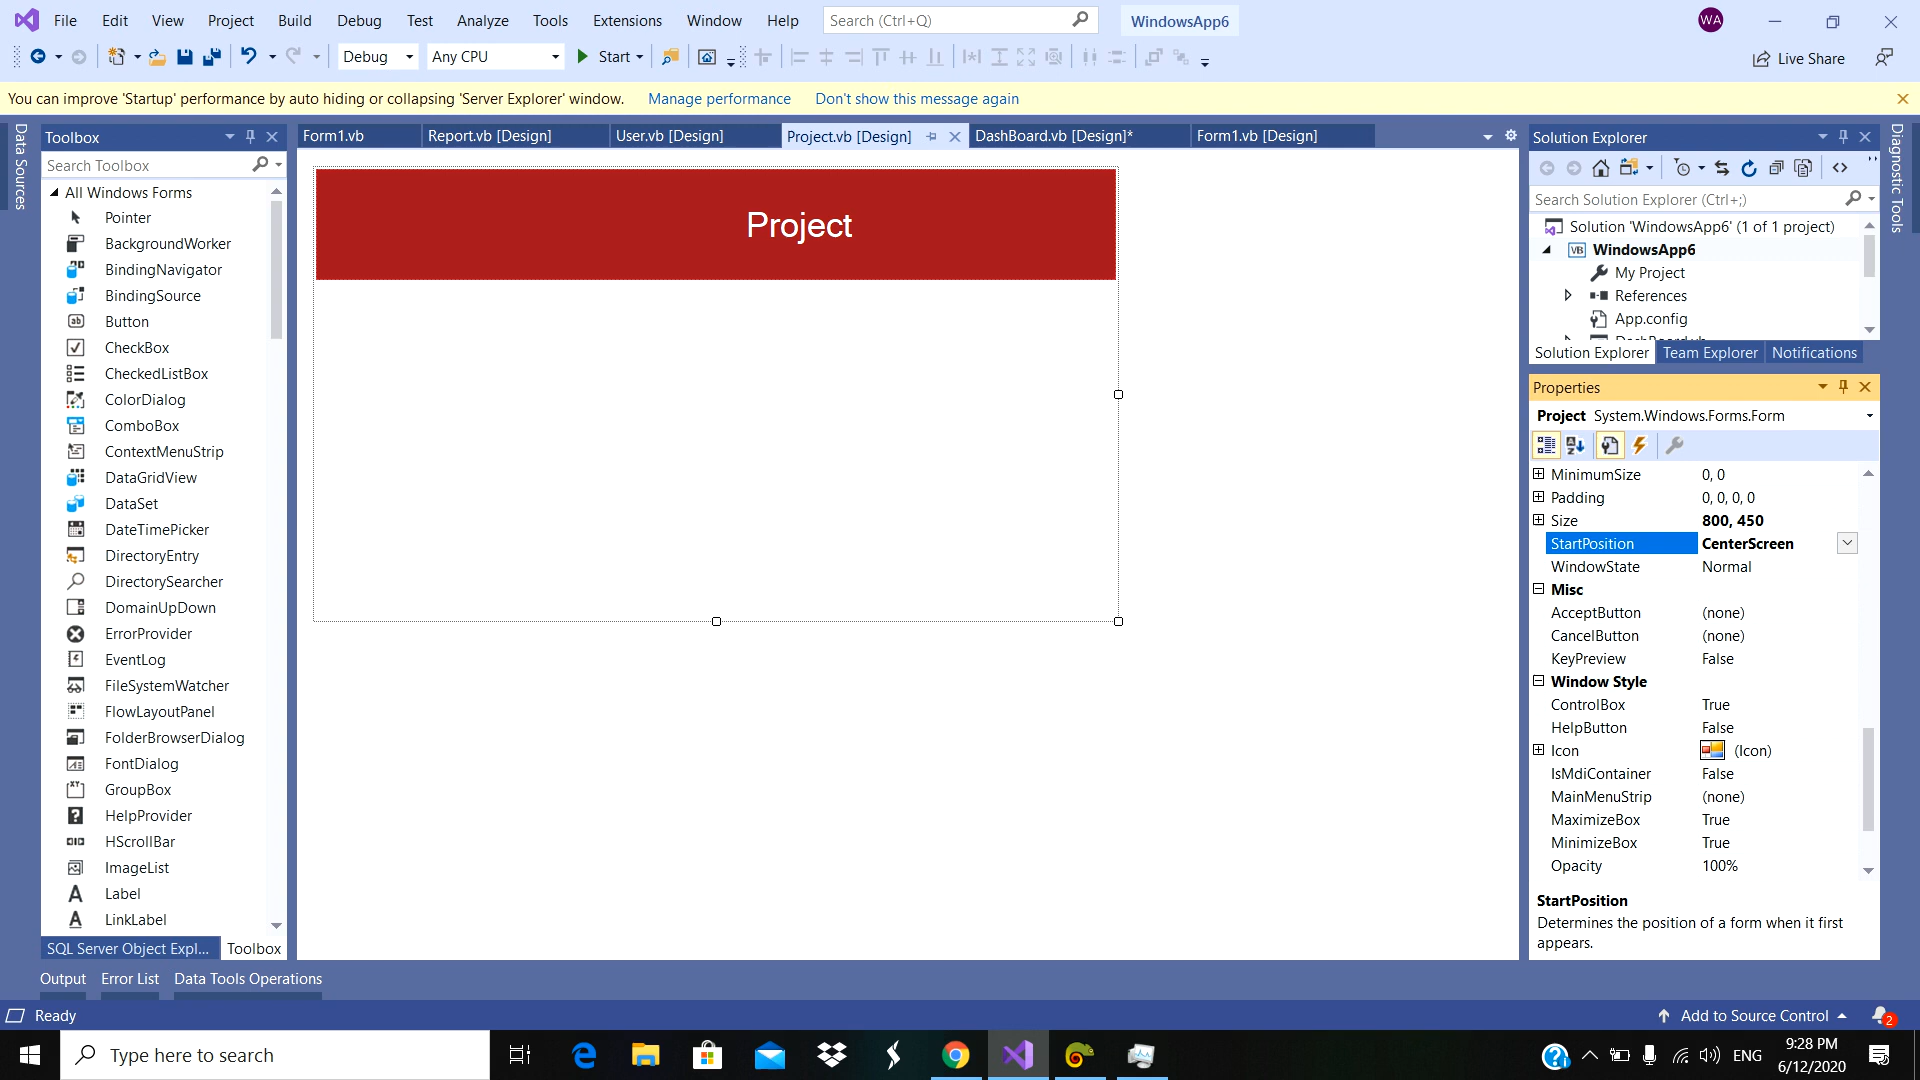 File Edit View Project Build Debug Test Analyze Tools Extensions Window Help Search (Ctrl+Q) WindowsApp6 WA
Debug Any CPU Start Live Share
You can improve 'Startup' performance by auto hiding or collapsing 'Server Explorer' window. Manage performance Don't show this message again
Data Sources
Toolbox
Search Toolbox
All Windows Forms
Pointer
BackgroundWorker
BindingNavigator
BindingSource
Button
CheckBox
CheckedListBox
ColorDialog
ComboBox
ContextMenuStrip
DataGridView
DataSet
DateTimePicker
DirectoryEntry
DirectorySearcher
DomainUpDown
ErrorProvider
EventLog
FileSystemWatcher
FlowLayoutPanel
FolderBrowserDialog
FontDialog
GroupBox
HelpProvider
HScrollBar
ImageList
Label
LinkLabel
SQL Server Object Expl... Toolbox
Form1.vb Report.vb [Design] User.vb [Design] Project.vb [Design] DashBoard.vb [Design]* Form1.vb [Design]
Project
Solution Explorer
Search Solution Explorer (Ctrl+;)
Solution 'WindowsApp6' (1 of 1 project)
VB WindowsApp6
My Project
References
App.config
Solution Explorer Team Explorer Notifications
Diagnostic Tools
Properties
Project System.Windows.Forms.Form
MinimumSize 0, 0
Padding 0, 0, 0, 0
Size 800, 450
StartPosition CenterScreen
WindowState Normal
Misc
AcceptButton (none)
CancelButton (none)
KeyPreview False
Window Style
ControlBox True
HelpButton False
Icon (Icon)
IsMdiContainer False
MainMenuStrip (none)
MaximizeBox True
MinimizeBox True
Opacity 100%
StartPosition
Determines the position of a form when it first
appears.
Output Error List Data Tools Operations
Ready Add to Source Control 2
Type here to search ENG 9:28 PM
6/12/2020